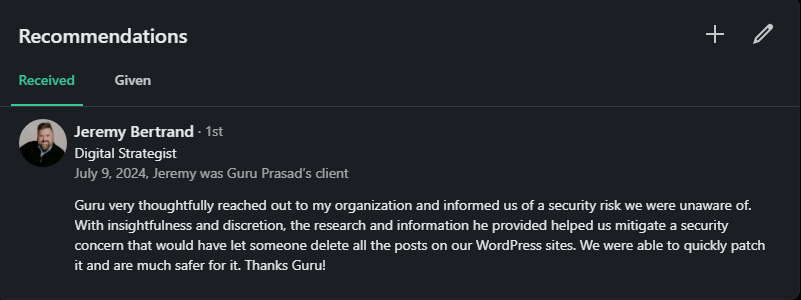 Recommendations
Received
Given
Jeremy Bertrand · 1st
Digital Strategist
July 9, 2024, Jeremy was Guru Prasad's client
Guru very thoughtfully reached out to my organization and informed us of a security risk we were unaware of.
With insightfulness and discretion, the research and information he provided helped us mitigate a security
concern that would have let someone delete all the posts on our WordPress sites. We were able to quickly patch
it and are much safer for it. Thanks Guru!